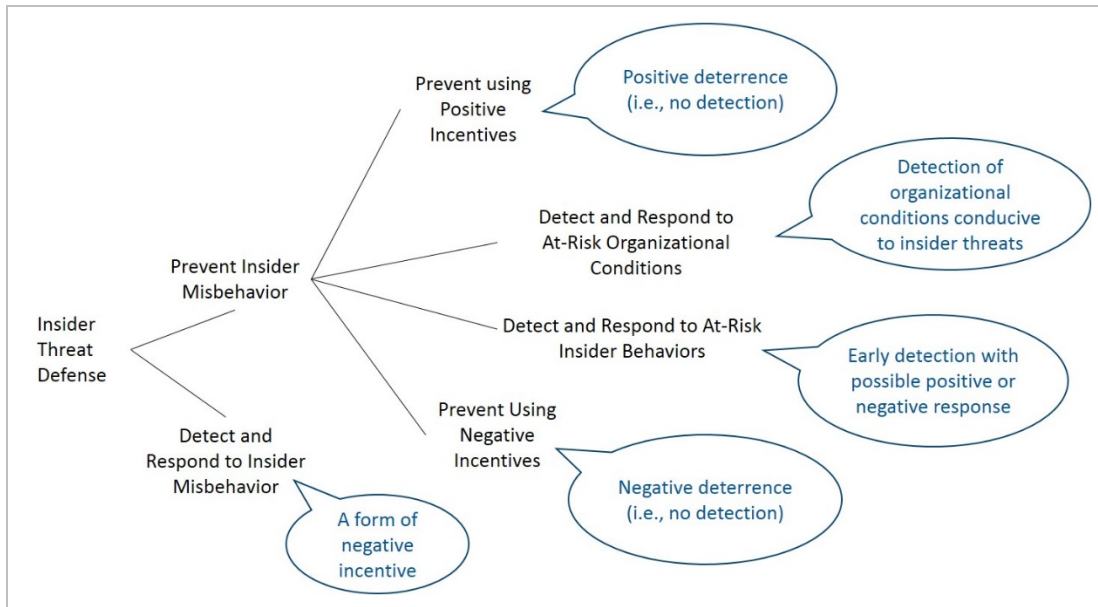 Prevent using
Positive
Incentives
Positive deterrence
(i.e., no detection)
Detect and Respond to
At-Risk Organizational
Conditions
Detection of
organizational
conditions conducive
to insider threats
Prevent Insider
Misbehavior
Insider
Threat
Defense
Detect and Respond to At-Risk
Insider Behaviors
Early detection with
possible positive or
negative response
Prevent Using
Negative
Incentives
Negative deterrence
(i.e., no detection)
Detect and
Respond to Insider
Misbehavior
A form of
negative
incentive